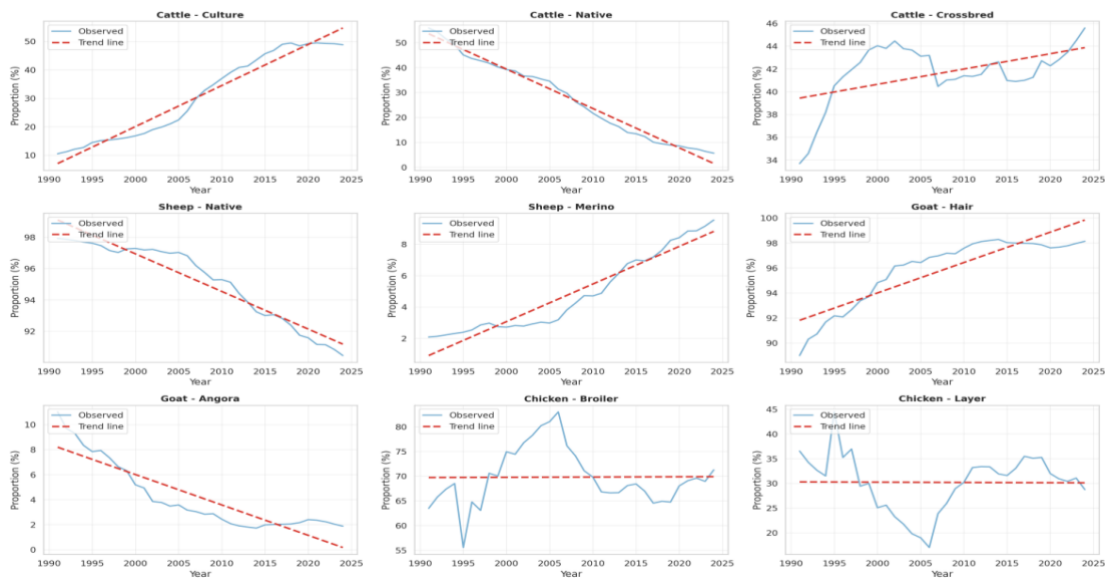 Cattle - Culture
Observed
Trend line
Proportion (%)
50
40
30
20
10
1990 1995 2000 2005 2010 2015 2020 2025
Year
Cattle - Native
Observed
Trend line
Proportion (%)
50
40
30
20
10
0
1990 1995 2000 2005 2010 2015 2020 2025
Year
Cattle - Crossbred
Observed
Trend line
Proportion (%)
46
44
42
40
38
36
34
1990 1995 2000 2005 2010 2015 2020 2025
Year
Sheep - Native
Observed
Trend line
Proportion (%)
98
96
94
92
1990 1995 2000 2005 2010 2015 2020 2025
Year
Sheep - Merino
Observed
Trend line
Proportion (%)
8
6
4
2
1990 1995 2000 2005 2010 2015 2020 2025
Year
Goat - Hair
Observed
Trend line
Proportion (%)
100
98
96
94
92
90
1990 1995 2000 2005 2010 2015 2020 2025
Year
Goat - Angora
Observed
Trend line
Proportion (%)
10
8
6
4
2
0
1990 1995 2000 2005 2010 2015 2020 2025
Year
Chicken - Broiler
Observed
Trend line
Proportion (%)
80
75
70
65
60
55
1990 1995 2000 2005 2010 2015 2020 2025
Year
Chicken - Layer
Observed
Trend line
Proportion (%)
45
40
35
30
25
20
1990 1995 2000 2005 2010 2015 2020 2025
Year